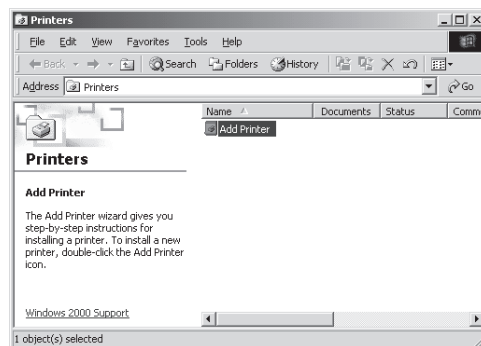 Printers
File Edit View Favorites Tools Help
Back Search Folders History
Address Printers Go
Name Documents Status Comm
Add Printer
Printers
Add Printer
The Add Printer wizard gives you
step-by-step instructions for
installing a printer. To install a new
printer, double-click the Add Printer
icon.
Windows 2000 Support
1 object(s) selected